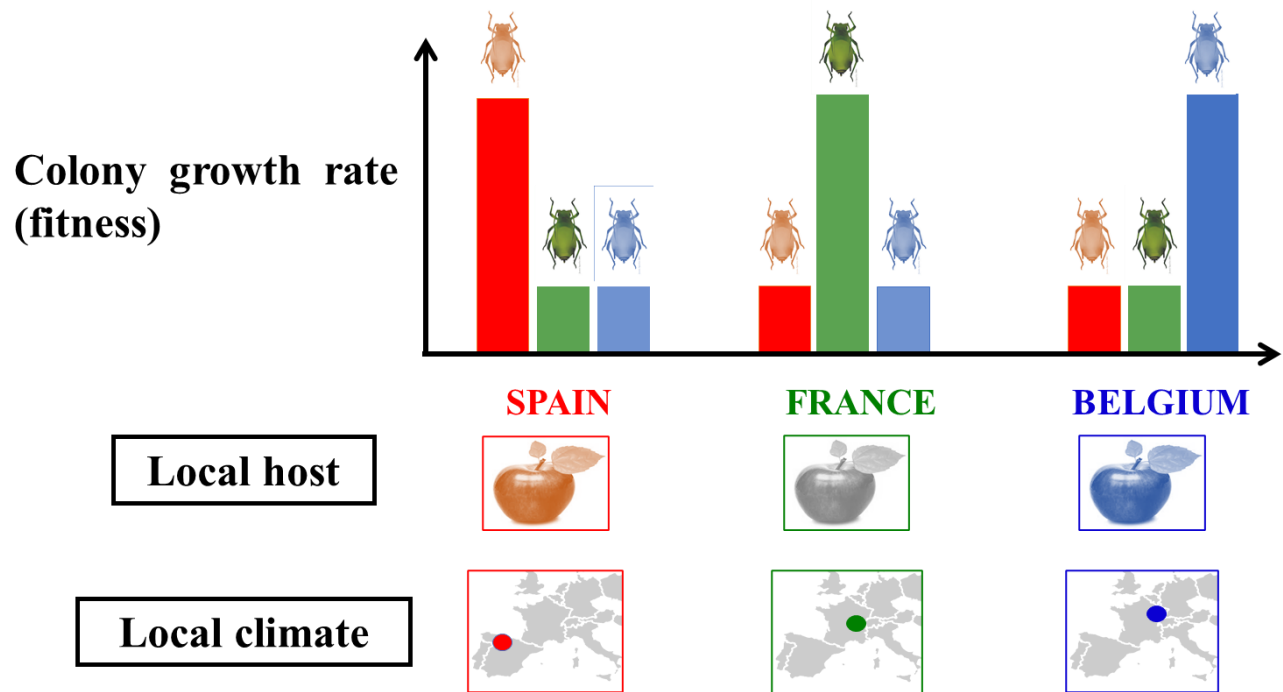 Colony growth rate
(fitness)
SPAIN
FRANCE
BELGIUM
Local host
Local climate